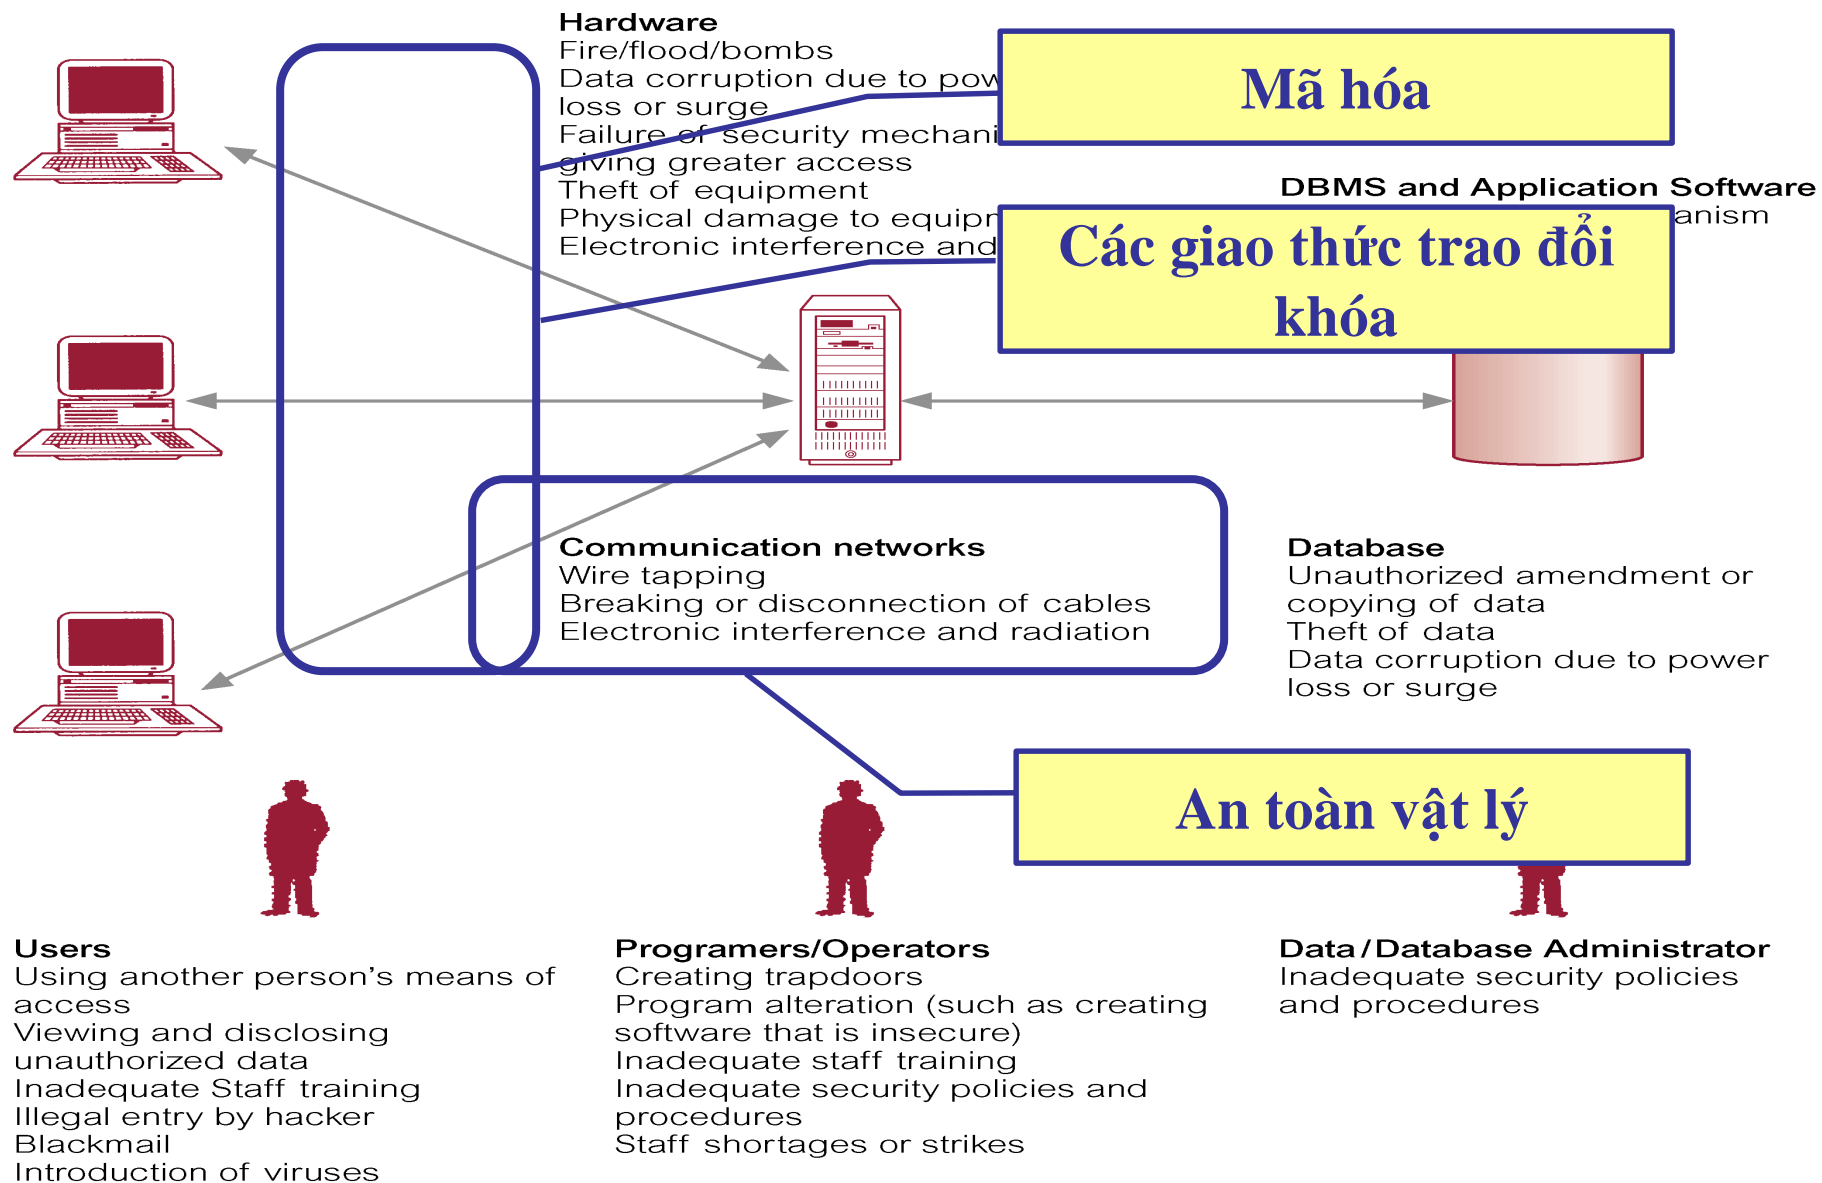 Hardware
Fire/flood/bombs
Data corruption due to pow
loss or surge
Failure of security mechani
giving greater access
Theft of equipment
Physical damage to equipm
Electronic interference and
Mã hóa
DBMS and Application Software
anism
Các giao thức trao đổi
khóa
Communication networks
Wire tapping
Breaking or disconnection of cables
Electronic interference and radiation
Database
Unauthorized amendment or
copying of data
Theft of data
Data corruption due to power
loss or surge
An toàn vật lý
Users
Using another person’s means of
access
Viewing and disclosing
unauthorized data
Inadequate Staff training
Illegal entry by hacker
Blackmail
Introduction of viruses
Programers/Operators
Creating trapdoors
Program alteration (such as creating
software that is insecure)
Inadequate staff training
Inadequate security policies and
procedures
Staff shortages or strikes
Data/Database Administrator
Inadequate security policies
and procedures